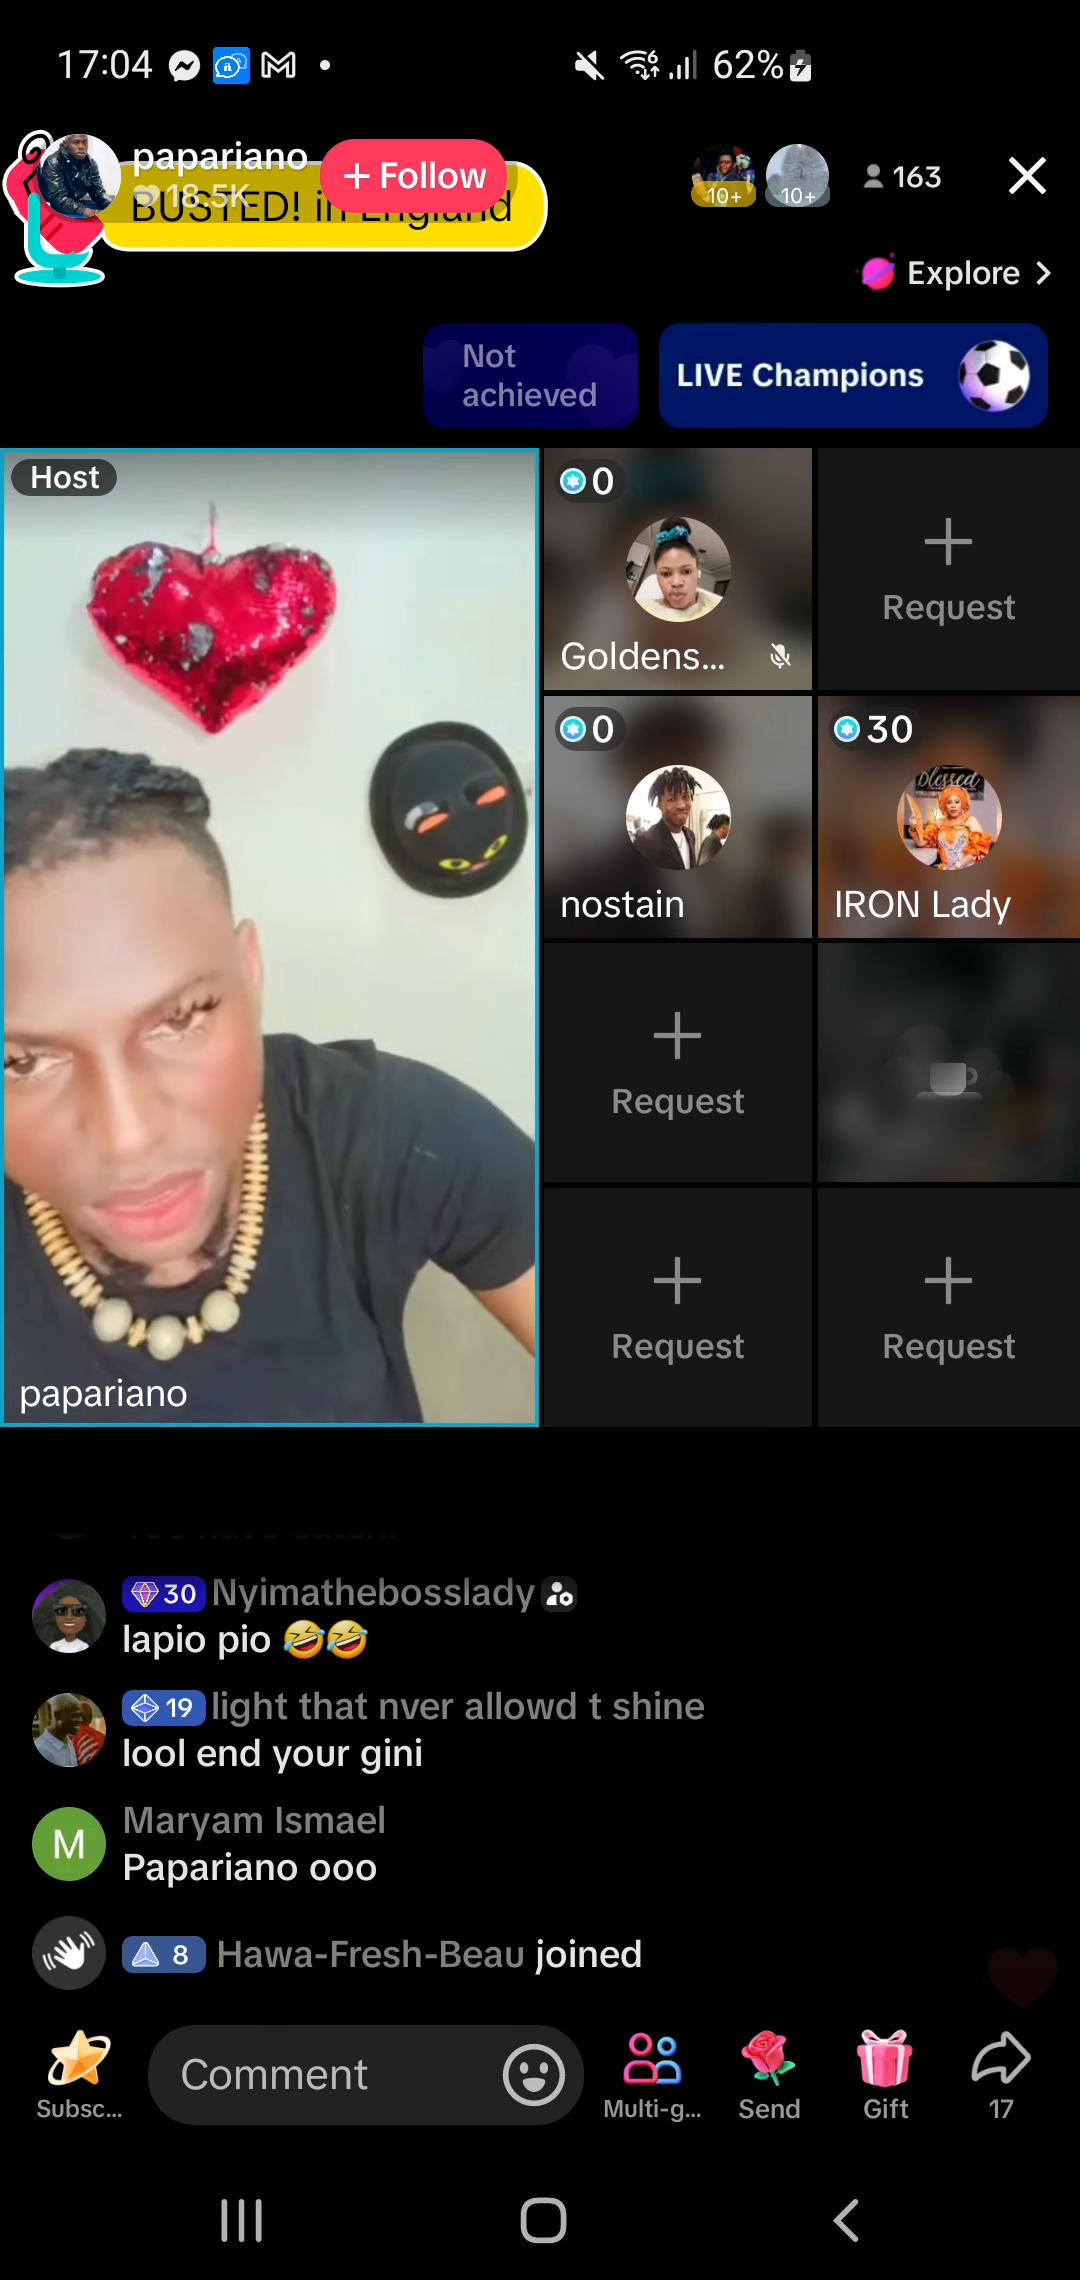 17:04
62%
papariano
18.5K
+ Follow
BUSTED! in England
10+
10+
163
Explore
Not
achieved
LIVE Champions
Host
0
Goldens...
Request
0
nostain
30
Blessed
IRON Lady
Request
Request
Request
papariano
30 Nyimathebosslady
lapio pio 🤣🤣
19 light that nver allowd t shine
lool end your gini
M
Maryam Ismael
Papariano ooo
8 Hawa-Fresh-Beau joined
Comment
Subsc...
Multi-g...
Send
Gift
17